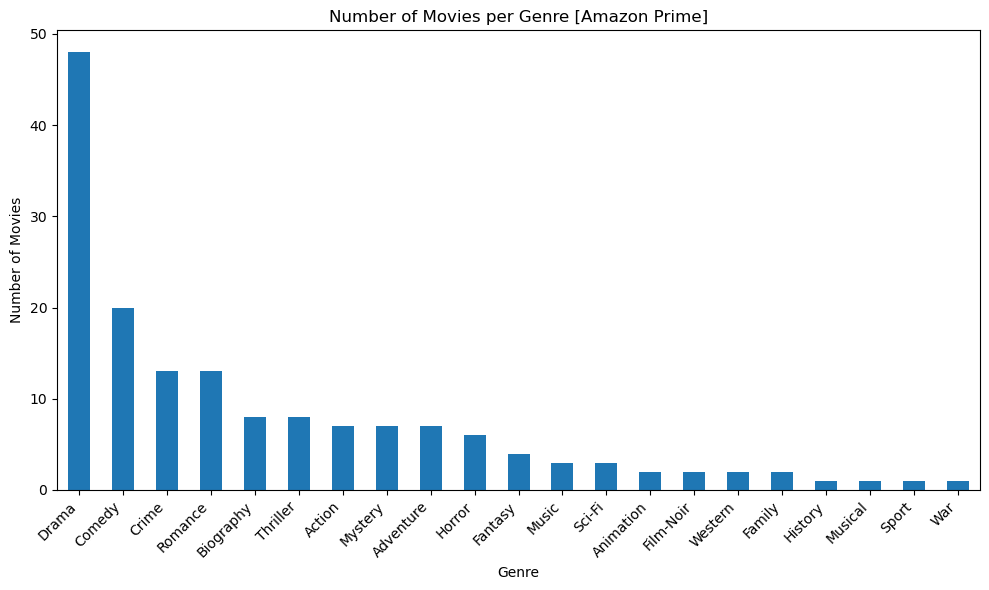 Number of Movies per Genre [Amazon Prime]
Number of Movies
50
40
30
20
10
0
Drama
Comedy
Crime
Romance
Biography
Thriller
Action
Mystery
Adventure
Horror
Fantasy
Music
Sci-Fi
Animation
Film-Noir
Western
Family
History
Musical
Sport
War
Genre